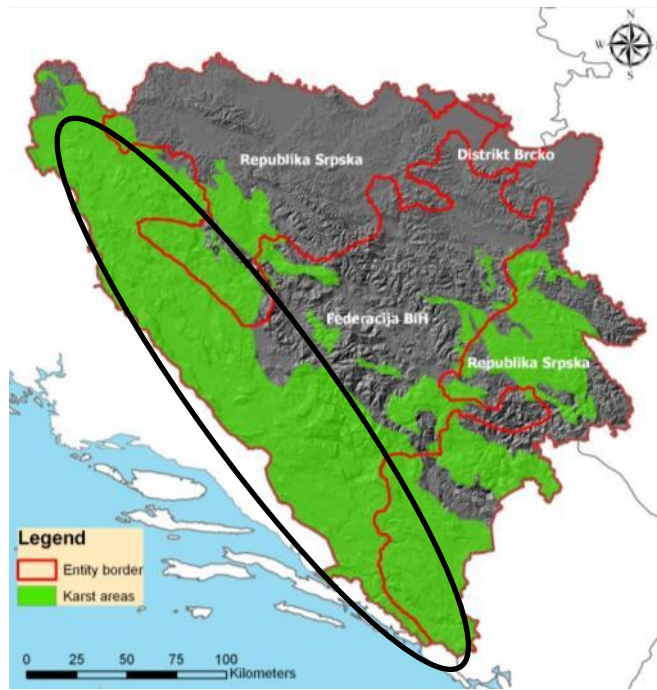 N
W E
S
Republika Srpska
Distrikt Brcko
Federacija BiH
Republika Srpska
Legend
Entity border
Karst areas
0 25 50 75 100
Kilometers